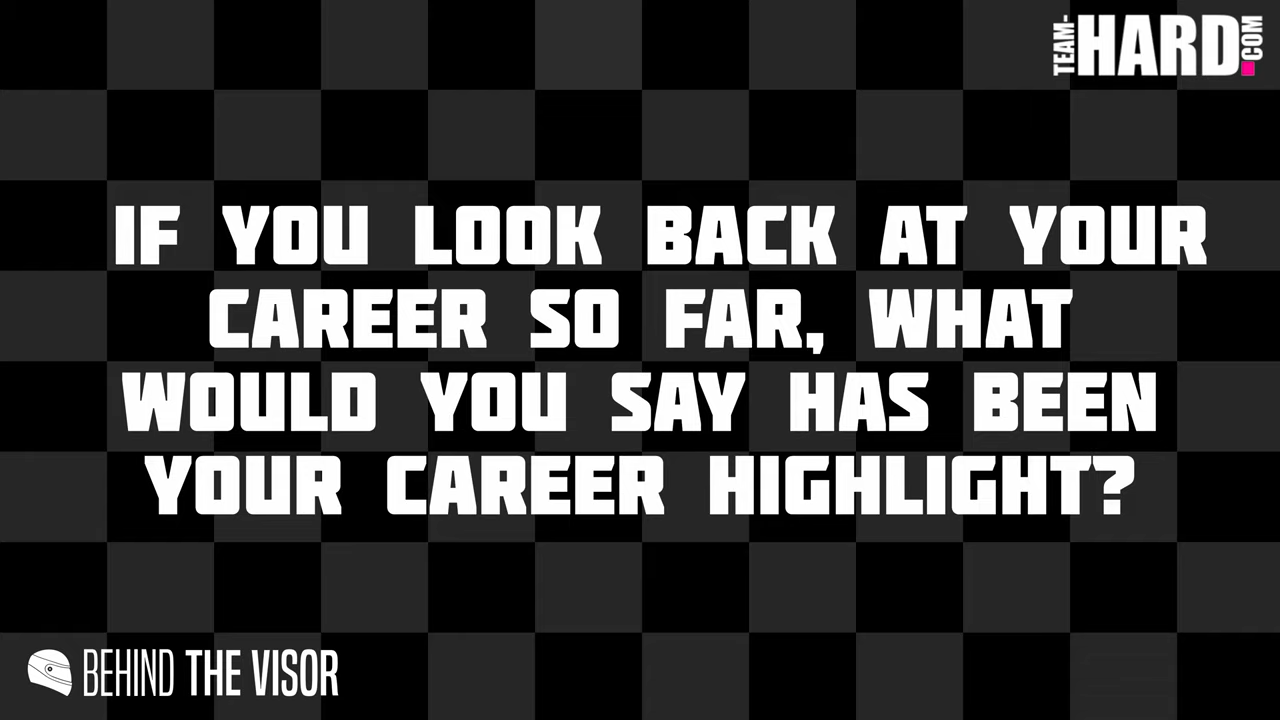 TEAM-HARD.COM
IF YOU LOOK BACK AT YOUR
CAREER SO FAR, WHAT
WOULD YOU SAY HAS BEEN
YOUR CAREER HIGHLIGHT?
BEHIND THE VISOR